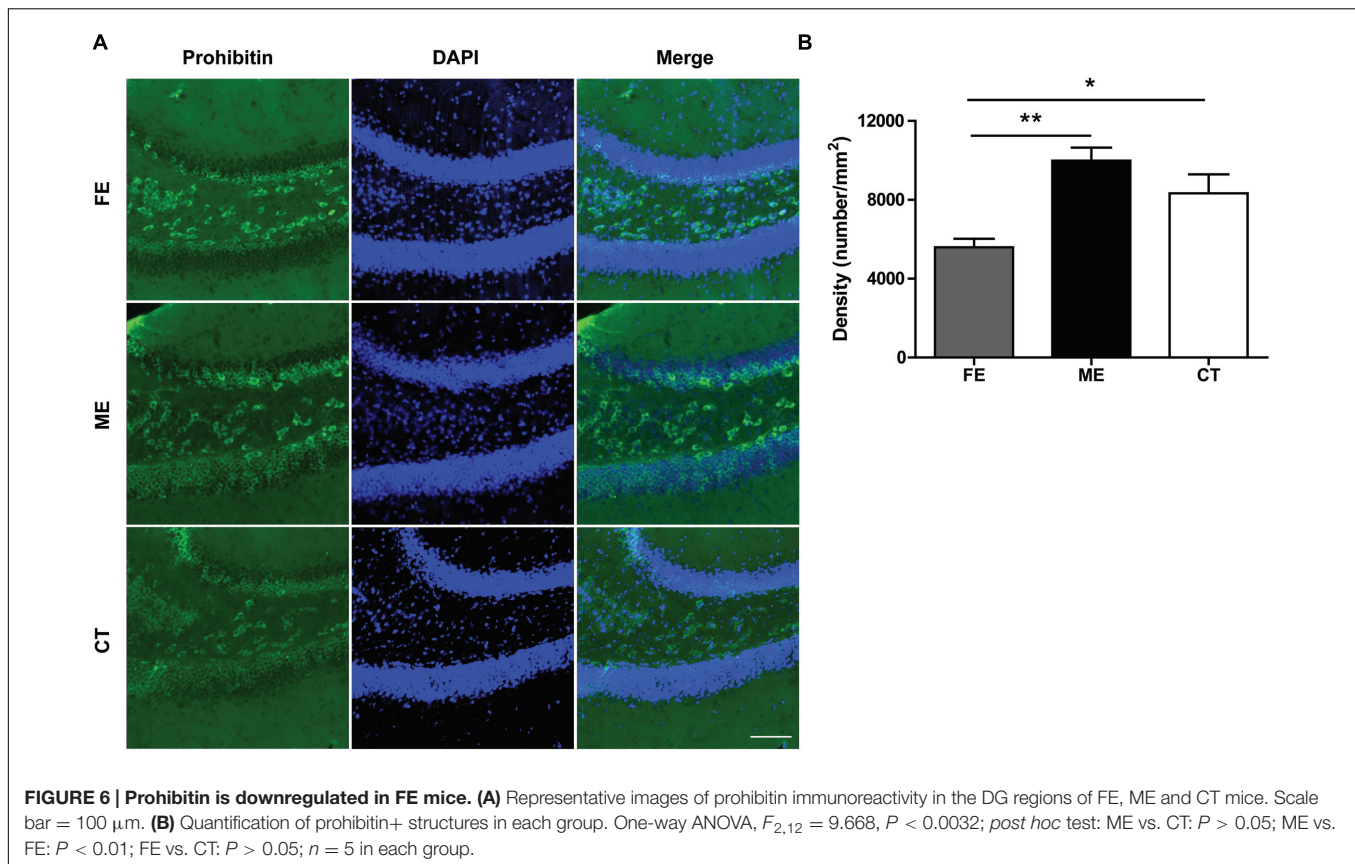 A
B
Prohibitin DAPI Merge
FE
ME
CT
* 
**
Density (number/mm²)
12000
8000
4000
0
FE ME CT
FIGURE 6 | Prohibitin is downregulated in FE mice. (A) Representative images of prohibitin immunoreactivity in the DG regions of FE, ME and CT mice. Scale
bar = 100 μm. (B) Quantification of prohibitin+ structures in each group. One-way ANOVA, F2,12 = 9.668, P < 0.0032; post hoc test: ME vs. CT: P > 0.05; ME vs.
FE: P < 0.01; FE vs. CT: P > 0.05; n = 5 in each group.